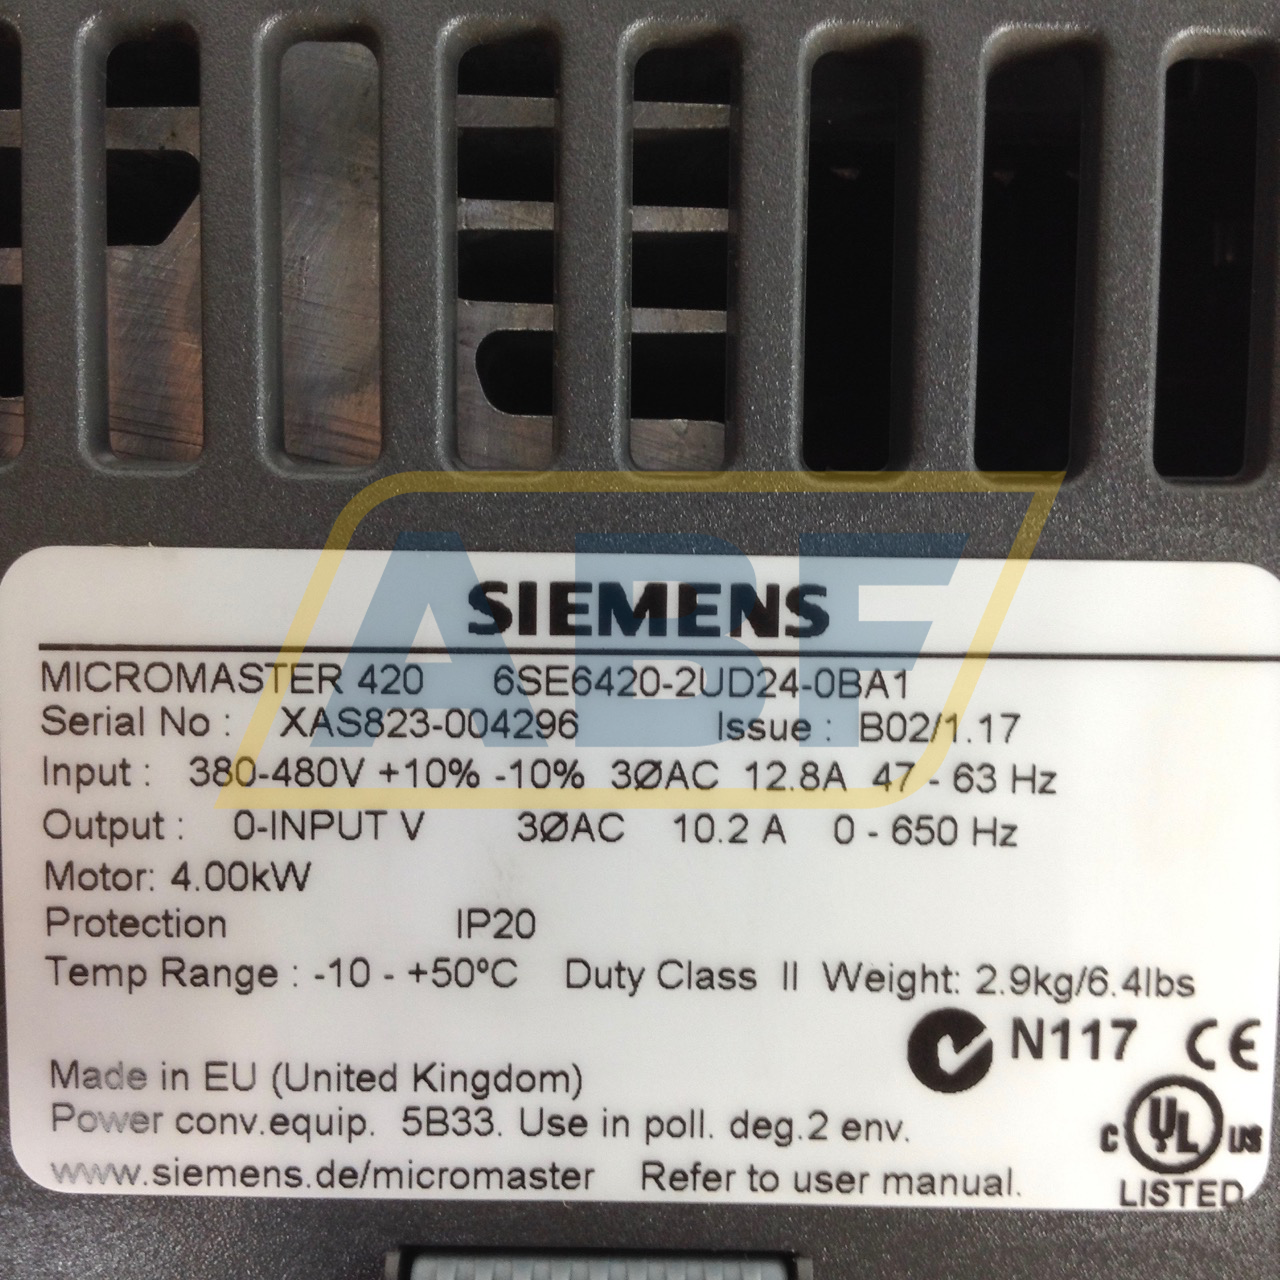 ABF
SIEMENS
MICROMASTER 420 6SE6420-2UD24-0BA1
Serial No : XAS823-004296 Issue : B02/1.17
Input : 380-480V +10% -10% 3ØAC 12.8A 47 - 63 Hz
Output : 0-INPUT V 3ØAC 10.2 A 0 - 650 Hz
Motor: 4.00kW
Protection IP20
Temp Range : -10 - +50ºC Duty Class II Weight: 2.9kg/6.4lbs
N117 CE
Made in EU (United Kingdom)
Power conv.equip. 5B33. Use in poll. deg.2 env.
C UL US
www.siemens.de/micromaster Refer to user manual.
LISTED